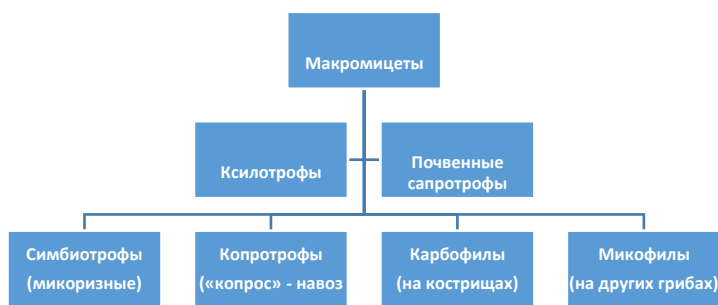 Макромицеты
Ксилотрофы
Почвенные
сапротрофы
Симбиотрофы
(микоризные)
Копротрофы
(«копрос» - навоз
Карбофилы
(на кострищах)
Микофилы
(на других грибах)